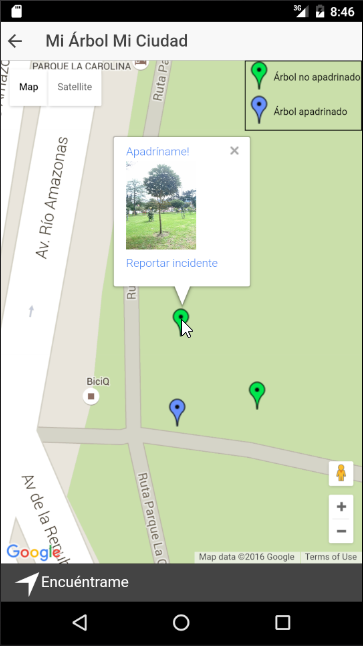 3G 8:46
Mi Árbol Mi Ciudad
PARQUE LA CAROLINA
Ruta Pa
Map Satellite
Árbol no apadrinado
Árbol apadrinado
Av. Río Amazonas
Apadríname!
Reportar incidente
Ru
BiciQ
Av de la Repúb
Ruta Parque La C
Google
Map data ©2016 Google Terms of Use
Encuéntrame